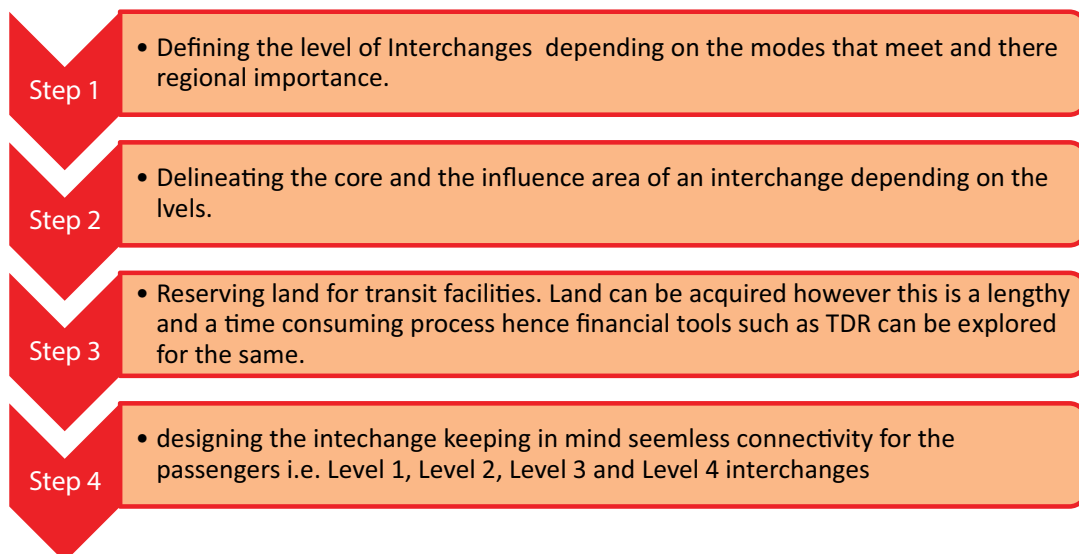 Step 1
• Defining the level of Interchanges depending on the modes that meet and there
regional importance.
Step 2
• Delineating the core and the influence area of an interchange depending on the
lvels.
Step 3
• Reserving land for transit facilities. Land can be acquired however this is a lengthy
and a time consuming process hence financial tools such as TDR can be explored
for the same.
Step 4
• designing the intechange keeping in mind seemless connectivity for the
passengers i.e. Level 1, Level 2, Level 3 and Level 4 interchanges